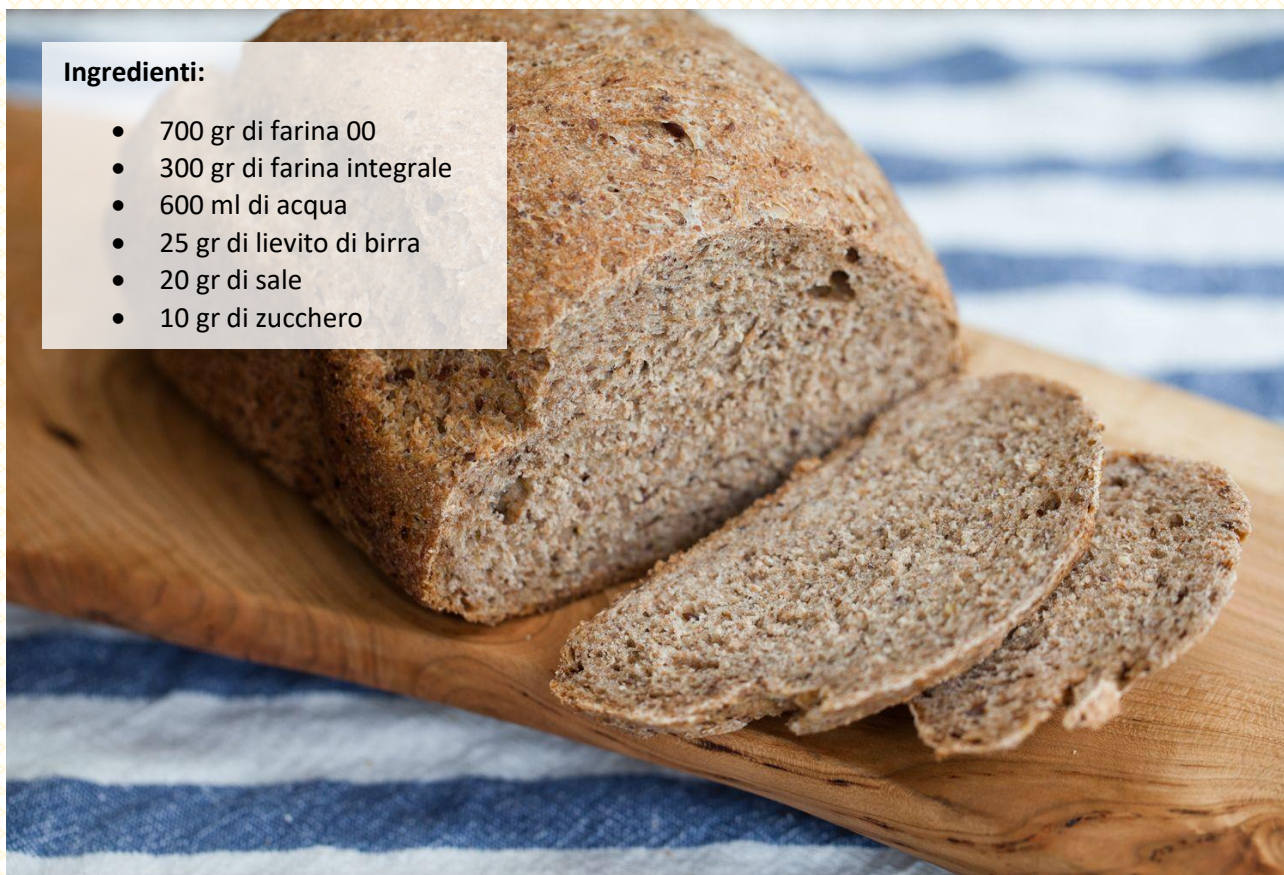 Ingredienti:
• 700 gr di farina 00
• 300 gr di farina integrale
• 600 ml di acqua
• 25 gr di lievito di birra
• 20 gr di sale
• 10 gr di zucchero